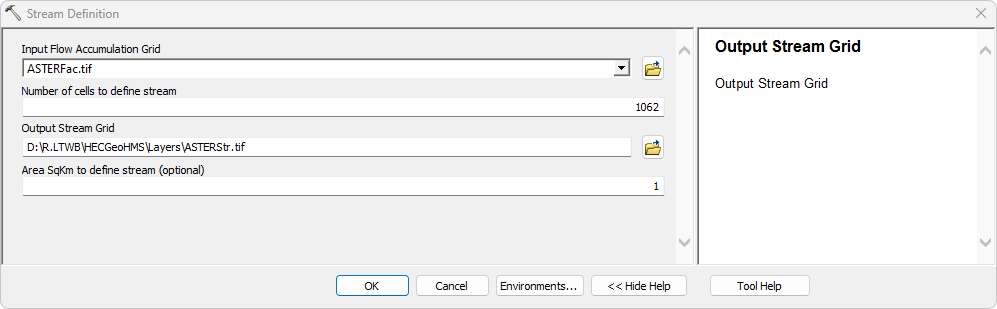 Stream Definition
Input Flow Accumulation Grid
ASTERFac.tif
Number of cells to define stream
1062
Output Stream Grid
D:\R.LTWB\HECGeoHMS\Layers\ASTERStr.tif
Area SqKm to define stream (optional)
1
Output Stream Grid
Output Stream Grid
OK
Cancel
Environments...
<< Hide Help
Tool Help